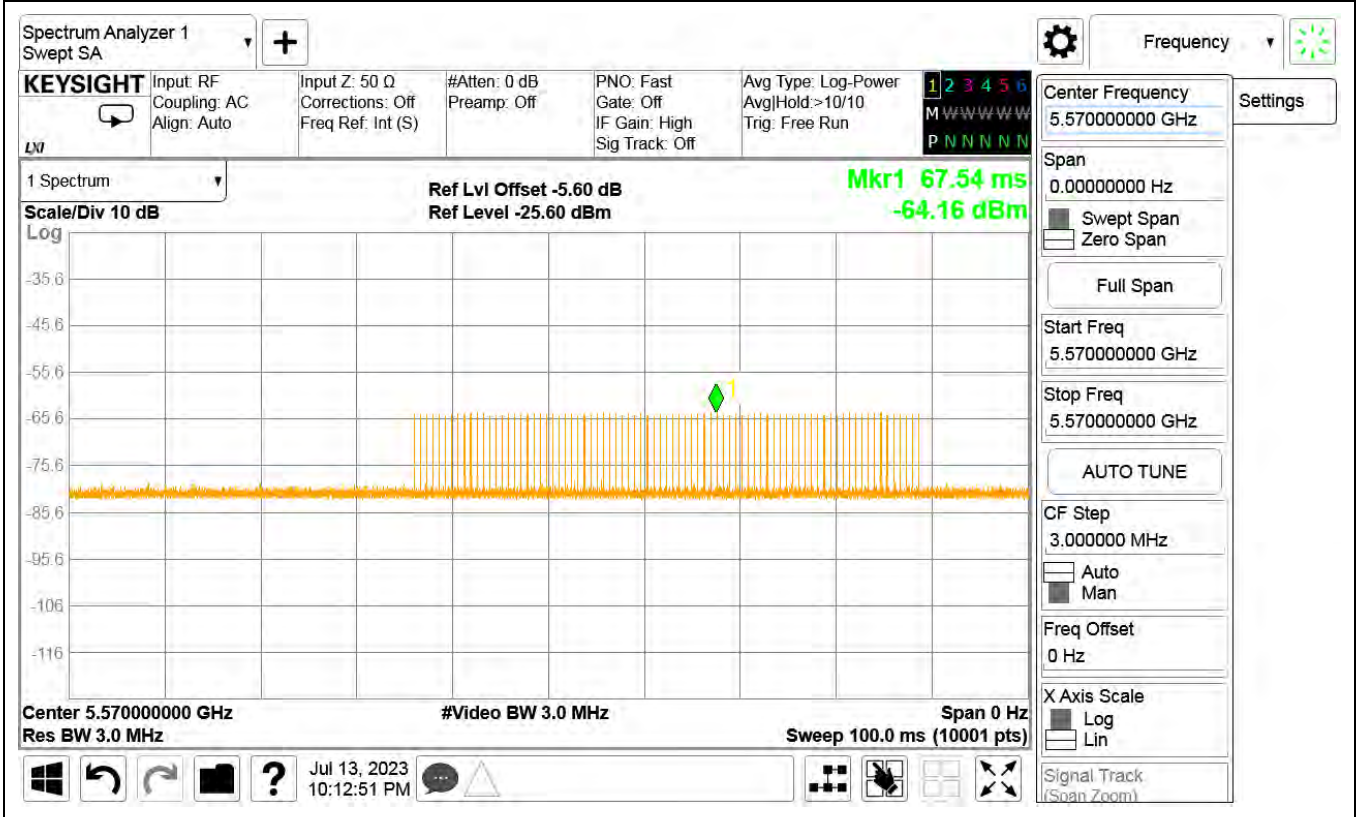 Spectrum Analyzer 1
Swept SA
Frequency
KEYSIGHT
LXI
Input: RF
Coupling: AC
Align: Auto
Input Z: 50 Ω
Corrections: Off
Freq Ref: Int (S)
#Atten: 0 dB
Preamp: Off
PNO: Fast
Gate: Off
IF Gain: High
Sig Track: Off
Avg Type: Log-Power
Avg|Hold:>10/10
Trig: Free Run
1 2 3 4 5 6
M W W W W W
P N N N N N
Settings
1 Spectrum
Scale/Div 10 dB
Ref Lvl Offset -5.60 dB
Ref Level -25.60 dBm
Mkr1 67.54 ms
-64.16 dBm
Log
-35.6
-45.6
-55.6
-65.6
-75.6
-85.6
-95.6
-106
-116
1
Center 5.570000000 GHz
Res BW 3.0 MHz
#Video BW 3.0 MHz
Span 0 Hz
Sweep 100.0 ms (10001 pts)
Jul 13, 2023
10:12:51 PM
Center Frequency
5.570000000 GHz
Span
0.00000000 Hz
Swept Span
Zero Span
Full Span
Start Freq
5.570000000 GHz
Stop Freq
5.570000000 GHz
AUTO TUNE
CF Step
3.000000 MHz
Auto
Man
Freq Offset
0 Hz
X Axis Scale
Log
Lin
Signal Track
(Span Zoom)